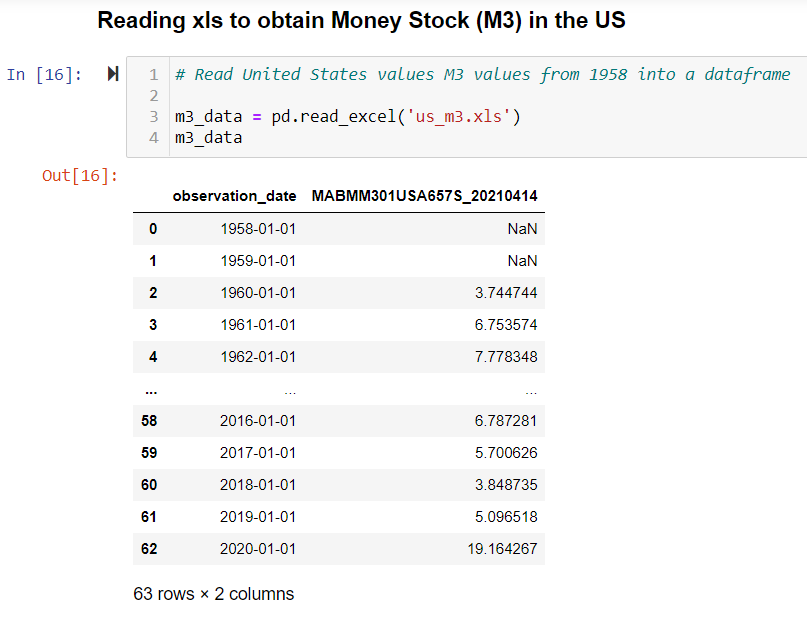 Reading xls to obtain Money Stock (M3) in the US
In [16]:
1 # Read United States values M3 values from 1958 into a dataframe
2
3 m3_data = pd.read_excel('us_m3.xls')
4 m3_data
Out[16]:
observation_date MABMM301USA657S_20210414
0 1958-01-01 NaN
1 1959-01-01 NaN
2 1960-01-01 3.744744
3 1961-01-01 6.753574
4 1962-01-01 7.778348
... ... ...
58 2016-01-01 6.787281
59 2017-01-01 5.700626
60 2018-01-01 3.848735
61 2019-01-01 5.096518
62 2020-01-01 19.164267
63 rows × 2 columns